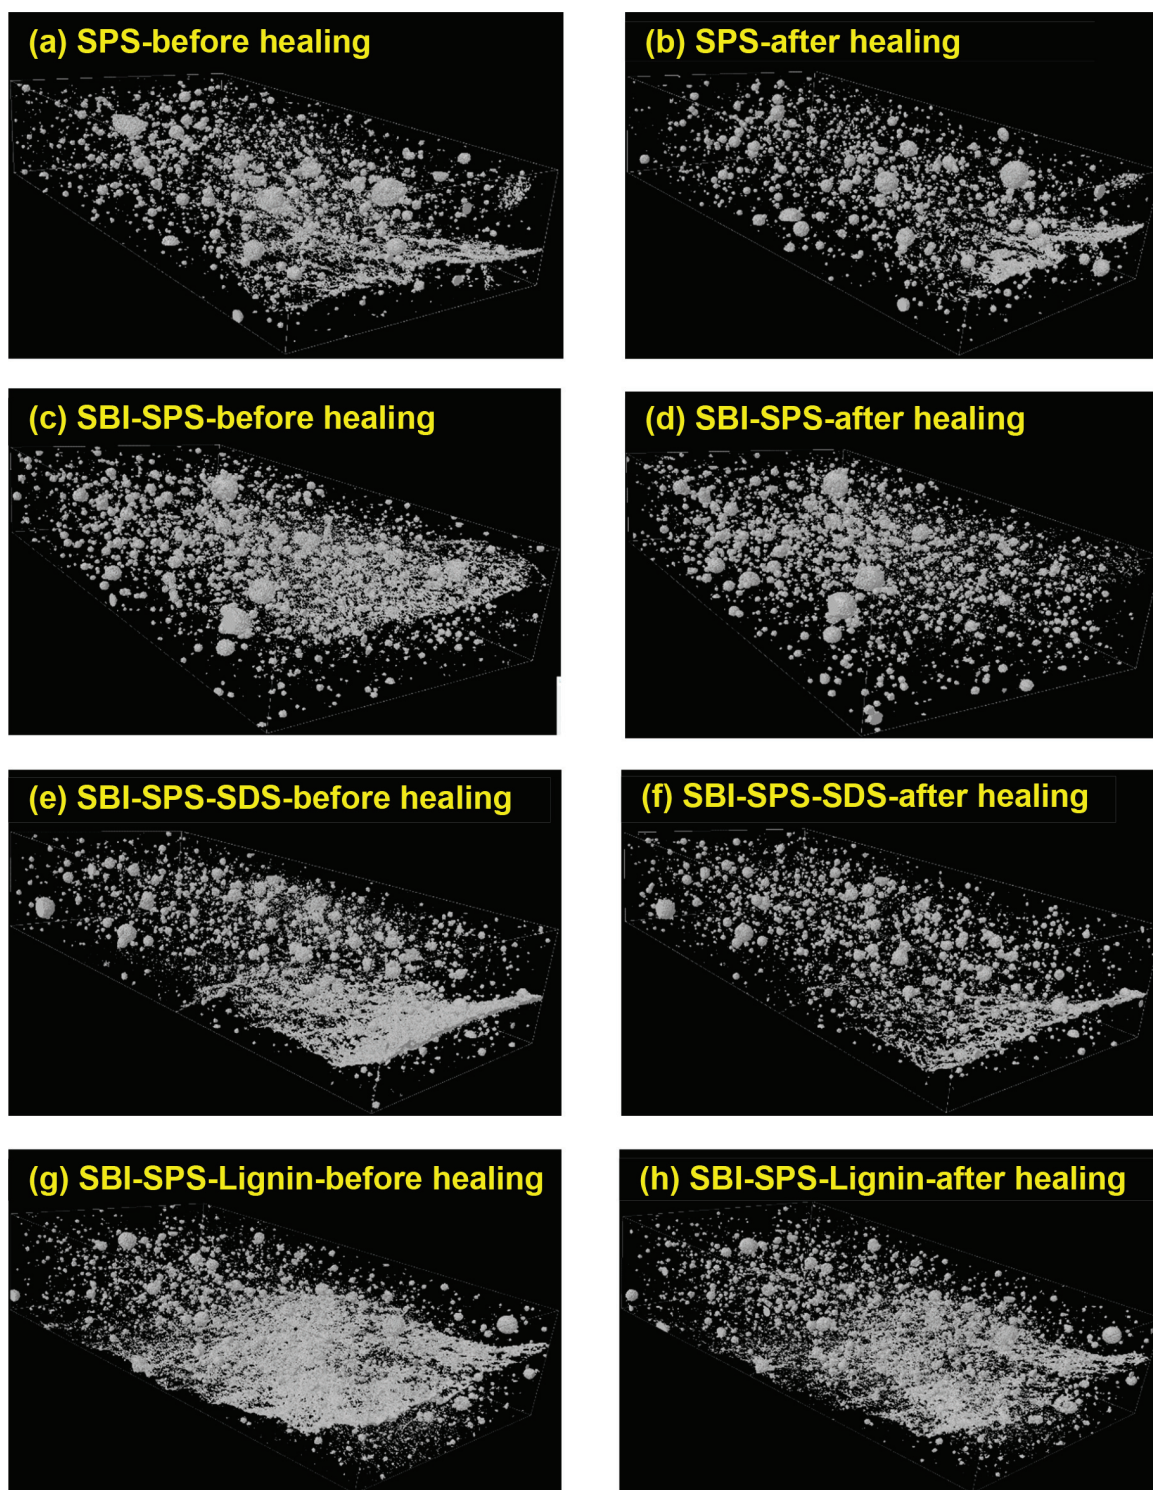 (a) SPS-before healing
(b) SPS-after healing
(c) SBI-SPS-before healing
(d) SBI-SPS-after healing
(e) SBI-SPS-SDS-before healing
(f) SBI-SPS-SDS-after healing
(g) SBI-SPS-Lignin-before healing
(h) SBI-SPS-Lignin-after healing